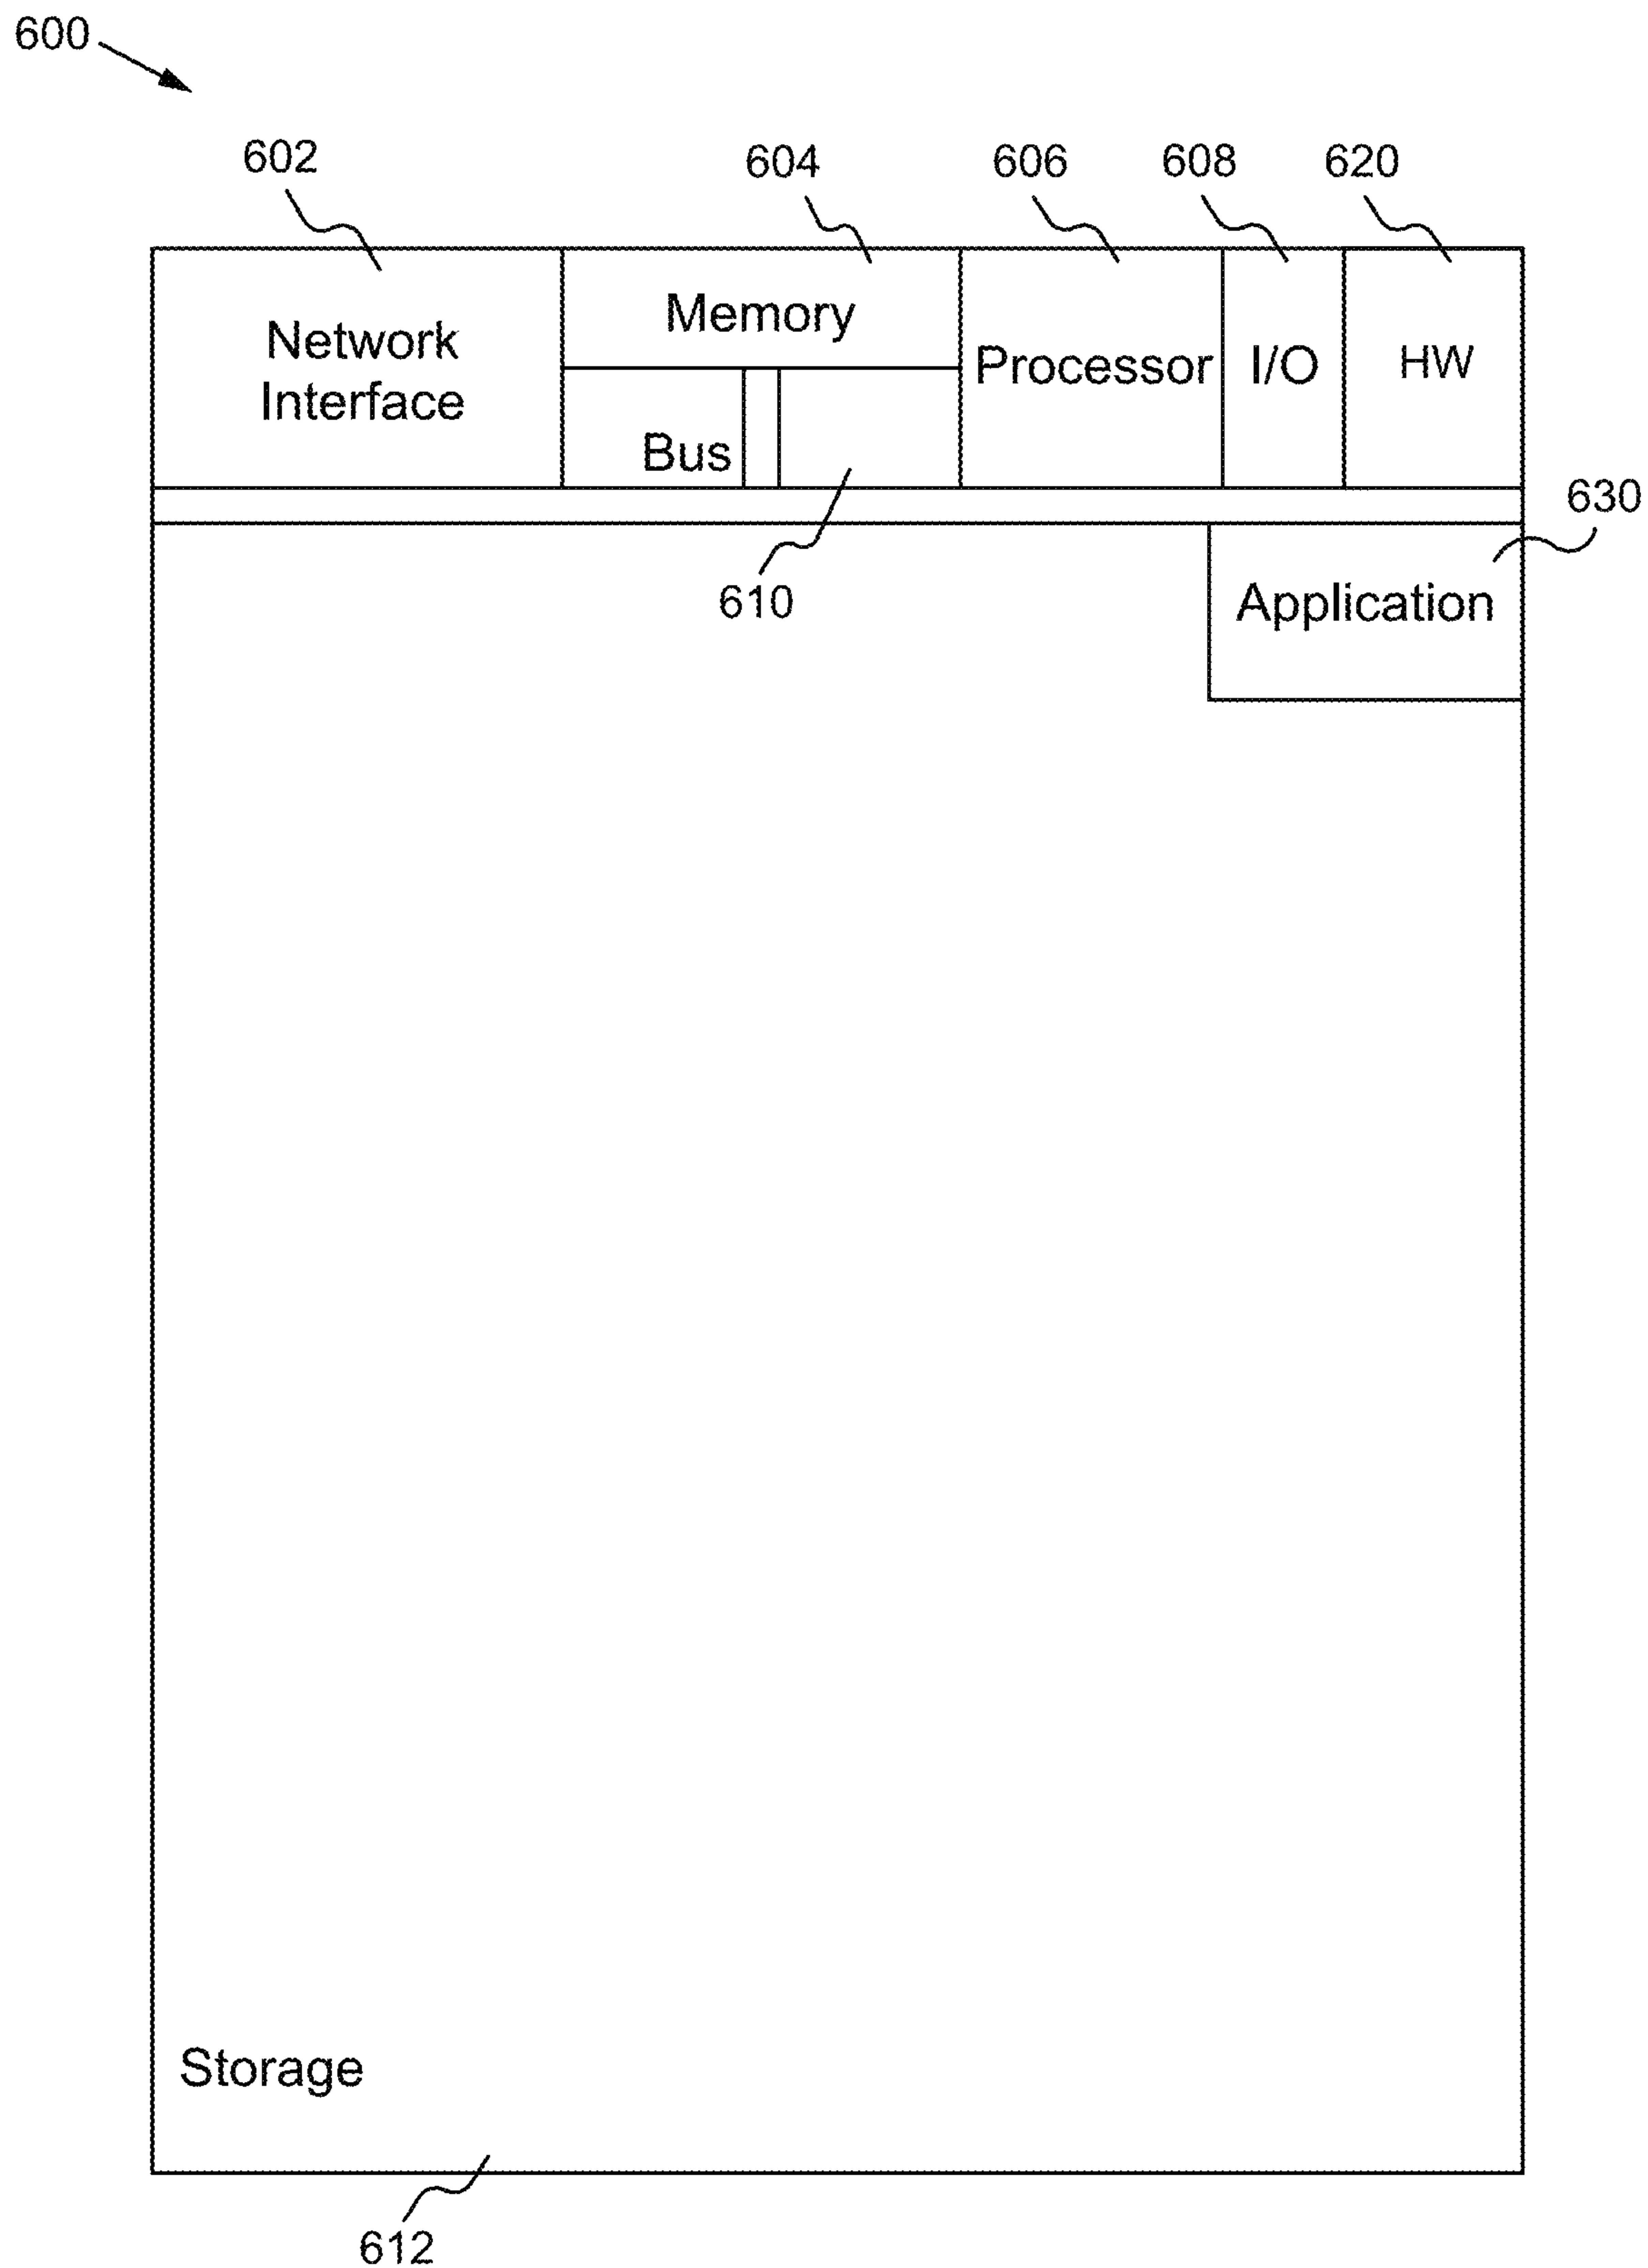 600
602
604
606
608
620
Network
Interface
Memory
Processor
I/O
HW
Bus
630
610
Application
Storage
612